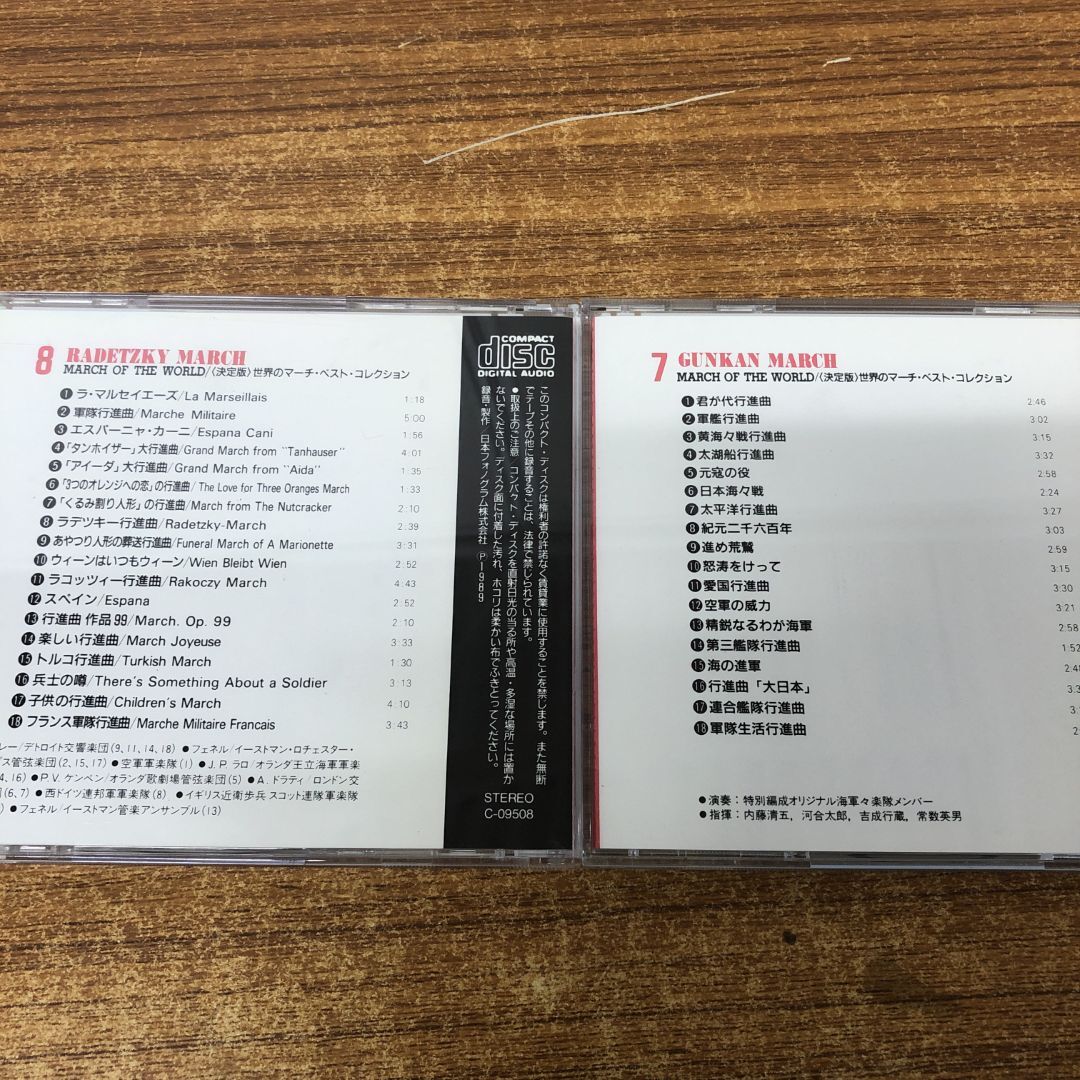 8 RADETZKY MARCH
MARCH OF THE WORLD/〈決定版〉世界のマーチ・ベスト・コレクション
❶ ラ・マルセイエーズ/La Marseillais 1:18
❷ 軍隊行進曲/Marche Militaire 5:00
❸ エスパーニャ・カーニ/Espana Cani 1:56
❹ 「タンホイザー」大行進曲/Grand March from "Tanhauser" 4:01
❺ 「アイーダ」大行進曲/Grand March from "Aida" 1:35
❻ 「3つのオレンジへの恋」の行進曲/The Love for Three Oranges March 1:33
❼ 「くるみ割り人形」の行進曲/March from The Nutcracker 2:10
❽ ラデツキー行進曲/Radetzky-March 2:39
❾ あやつり人形の葬送行進曲/Funeral March of A Marionette 3:31
❿ ウィーンはいつもウィーン/Wien Bleibt Wien 2:52
⓫ ラコッツィー行進曲/Rakoczy March 4:43
⓬ スペイン/Espana 2:52
⓭ 行進曲 作品99/March. Op. 99 2:10
⓮ 楽しい行進曲/March Joyeuse 3:33
⓯ トルコ行進曲/Turkish March 1:30
⓰ 兵士の噂/There's Something About a Soldier 3:13
⓱ 子供の行進曲/Children's March 4:10
⓲ フランス軍隊行進曲/Marche Militaire Francais 3:43
レー/デトロイト交響楽団(9、11、14、18) ●フェネル/イーストマン・ロチェスター・
プス管弦楽団(2、15、17) ●空軍軍楽隊(1) ●J.P.ラロ/オランダ王立海軍軍楽
4、16) ●P.V.ケンペン/オランダ歌劇場管弦楽団(5) ●A.ドラティ/ロンドン交
(6、7) ●西ドイツ連邦軍軍楽隊(8) ●イギリス近衛歩兵スコット連隊軍楽隊
) ●フェネル/イーストマン管楽アンサンブル(13)
COMPACT
disc
DIGITAL AUDIO
このコンパクト・ディスクは権利者の許諾なく賃貸業に使用することを禁じます。また無断
でテープその他に録音することは、法律で禁じられています。
●取扱上のご注意/コンパクト・ディスクを直射日光の当る所や高温・多湿な場所には置か
ないでください。ディスク面に付着した汚れ、ホコリは柔かい布でふきとってください。
録音・製作/日本フォノグラム株式会社 Ⓟ1989
STEREO
C-09508
7 GUNKAN MARCH
MARCH OF THE WORLD/〈決定版〉世界のマーチ・ベスト・コレクション
❶ 君が代行進曲 2:46
❷ 軍艦行進曲 3:02
❸ 黄海々戦行進曲 3:15
❹ 太湖船行進曲 3:32
❺ 元寇の役 2:58
❻ 日本海々戦 2:24
❼ 太平洋行進曲 3:27
❽ 紀元二千六百年 3:03
❾ 進め荒鷲 2:59
❿ 怒涛をけって 3:15
⓫ 愛国行進曲 3:30
⓬ 空軍の威力 3:21
⓭ 精鋭なるわが海軍 2:58
⓮ 第三艦隊行進曲 1:52
⓯ 海の進軍 2:48
⓰ 行進曲「大日本」 3:3
⓱ 連合艦隊行進曲 3:
⓲ 軍隊生活行進曲 2:
●演奏:特別編成オリジナル海軍々楽隊メンバー
●指揮:内藤清五,河合太郎,吉成行蔵,常数英男